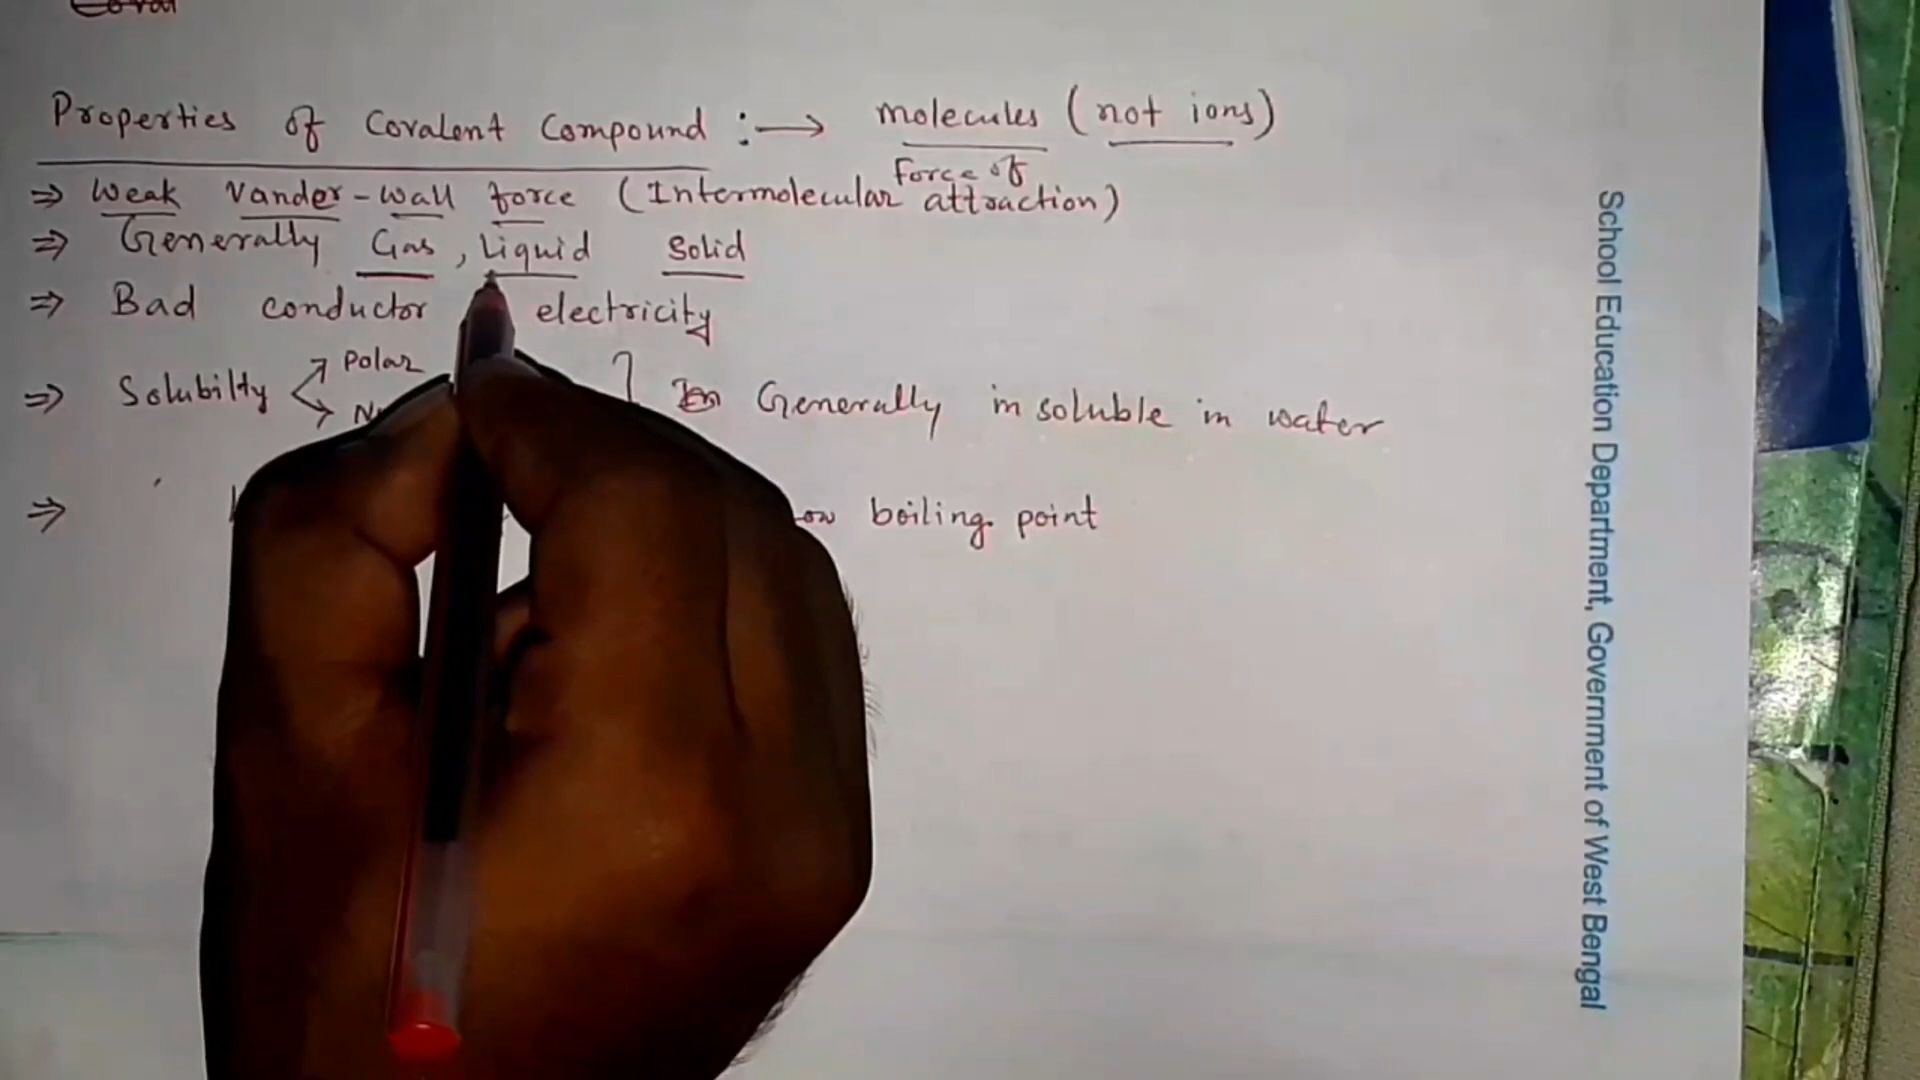 Properties of Covalent Compound :→ molecules (not ions)
⇒ Weak Vander-Wall force (Intermolecular Force of attraction)
⇒ Generally Gas, Liquid Solid
⇒ Bad conductor electricity
⇒ Solubilty Polar Generally insoluble in water
⇒ boiling point
School Education Department, Government of West Bengal